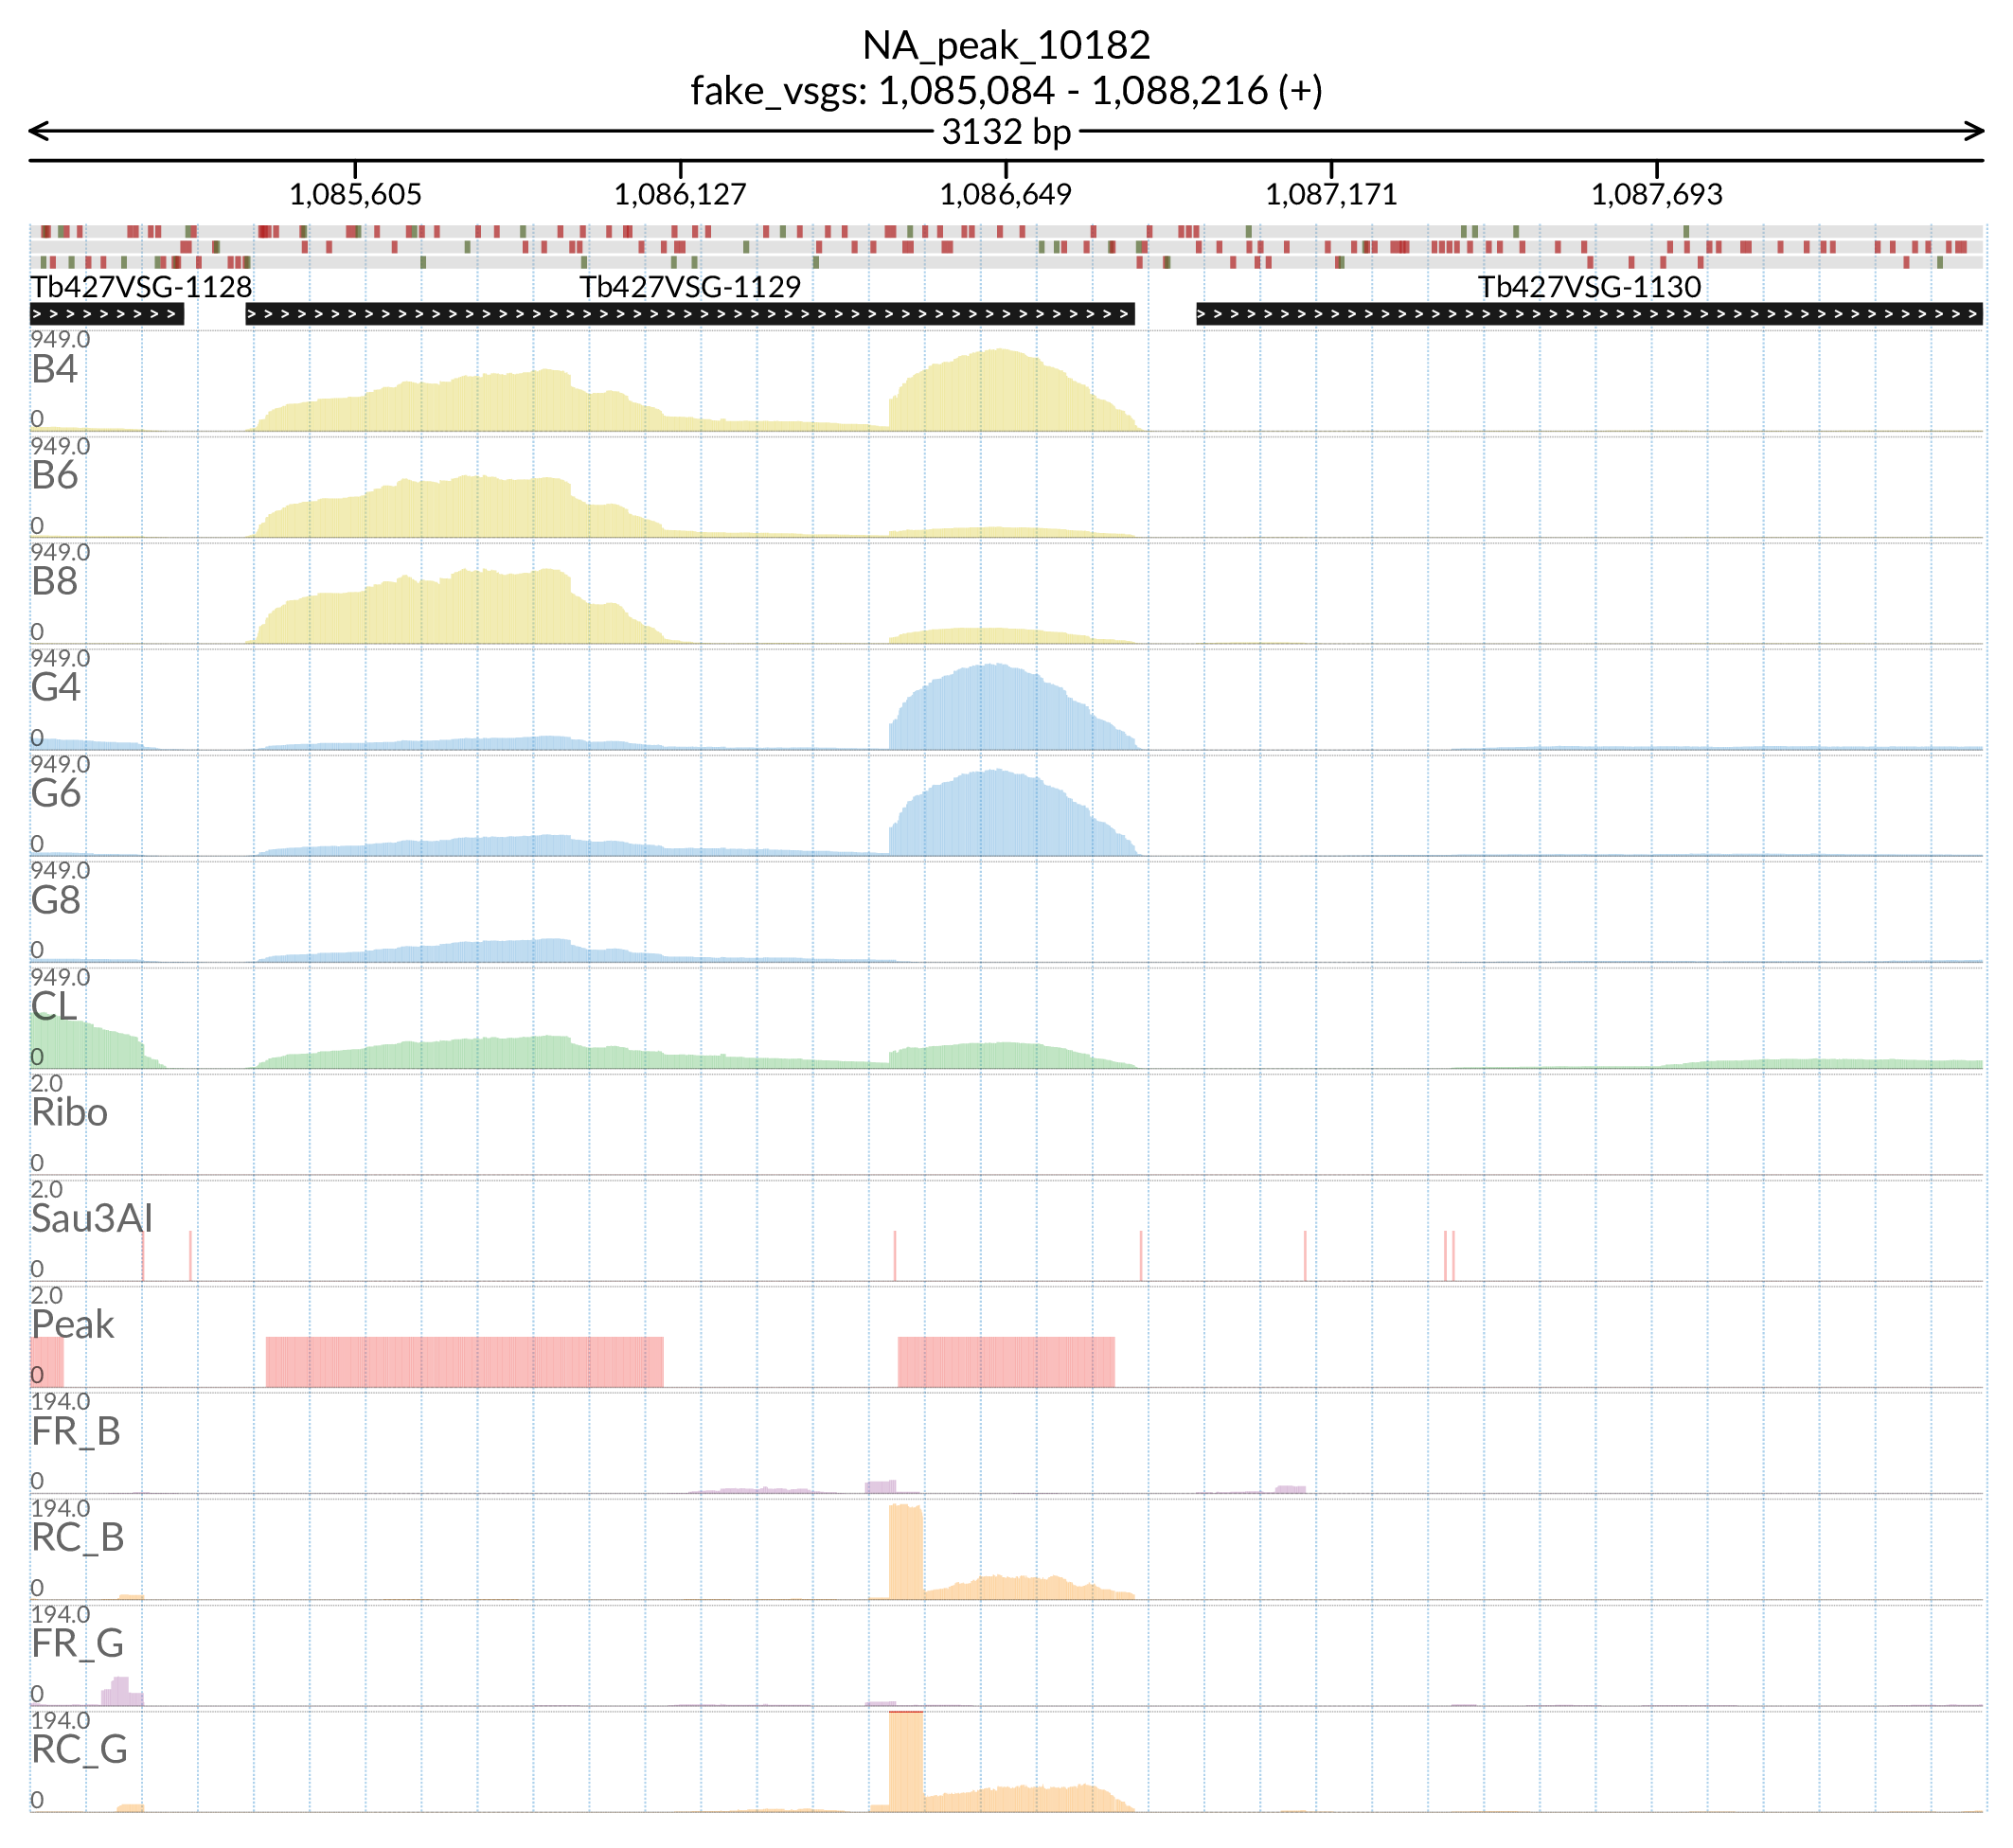 NA_peak_10182
fake_vsgs: 1,085,084 - 1,088,216 (+)
3132 bp
1,085,605 1,086,127 1,086,649 1,087,171 1,087,693
Tb427VSG-1128 Tb427VSG-1129 Tb427VSG-1130
949.0
B4
0
949.0
B6
0
949.0
B8
0
949.0
G4
0
949.0
G6
0
949.0
G8
0
949.0
CL
0
2.0
Ribo
0
2.0
Sau3AI
0
2.0
Peak
0
194.0
FR_B
0
194.0
RC_B
0
194.0
FR_G
0
194.0
RC_G
0